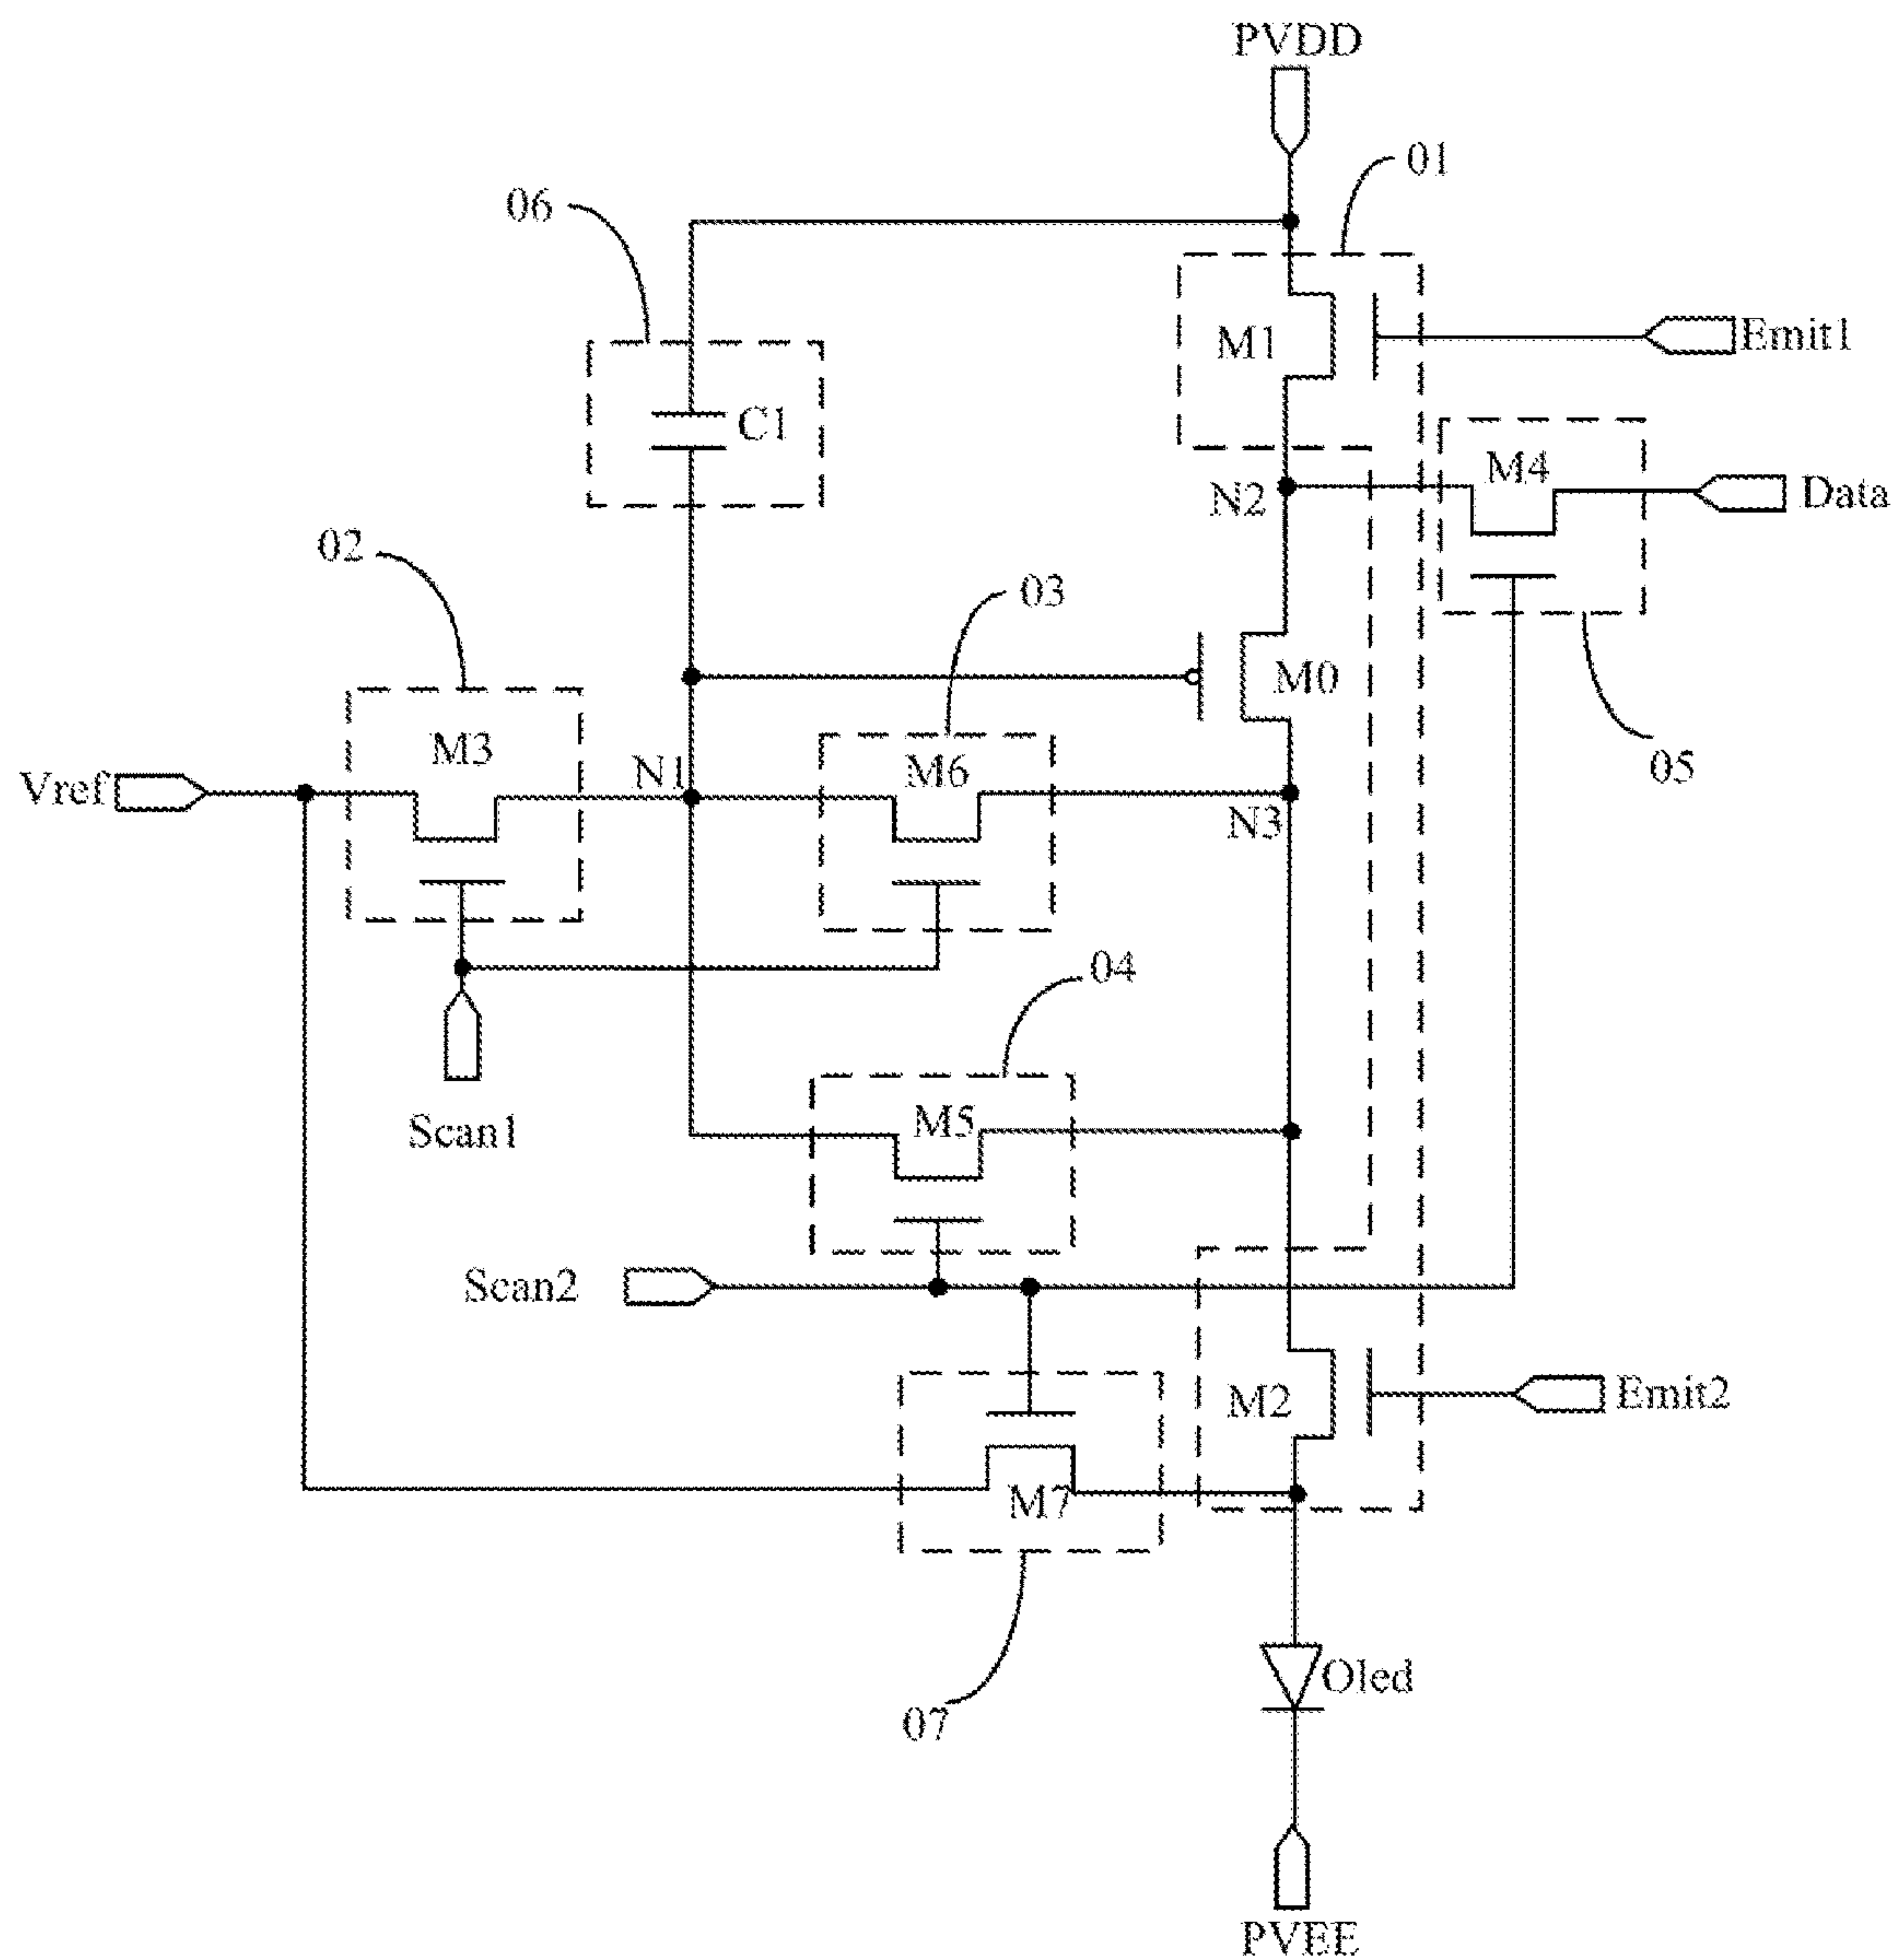 PVDD
01
06
M1
Emit1
C1
M4
N2
Data
02
03
M0
M3
N1
M6
05
Vref
N3
04
M5
Scan1
Scan2
M2
Emit2
M7
Oled
07
PVEE